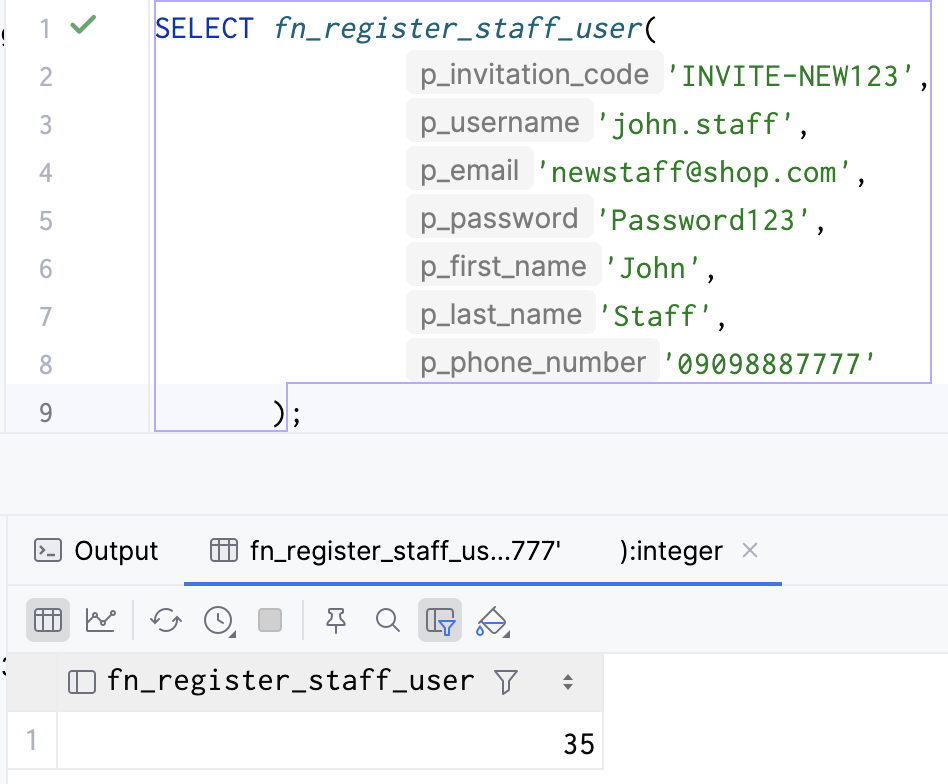 1 SELECT fn_register_staff_user(
2 p_invitation_code 'INVITE-NEW123',
3 p_username 'john.staff',
4 p_email 'newstaff@shop.com',
5 p_password 'Password123',
6 p_first_name 'John',
7 p_last_name 'Staff',
8 p_phone_number '09098887777'
9 );
Output fn_register_staff_us...777' ):integer
fn_register_staff_user
1 35